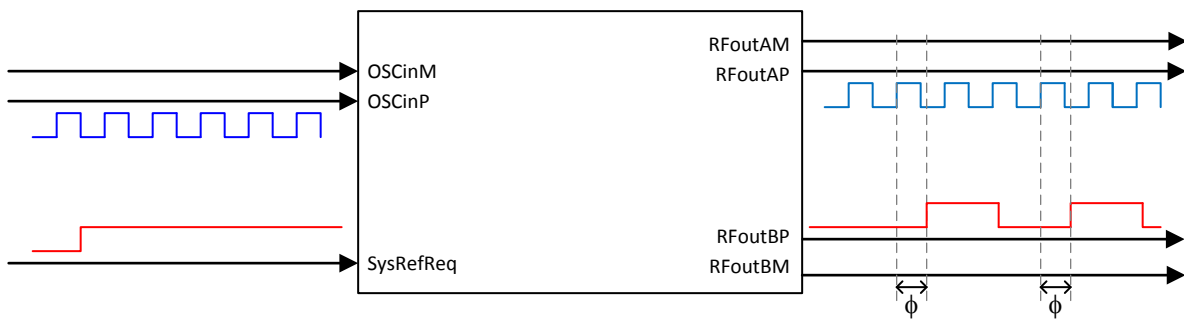 RFoutAM
OSCinM
RFoutAP
OSCinP
RFoutBP
SysRefReq
RFoutBM
ϕ ϕ